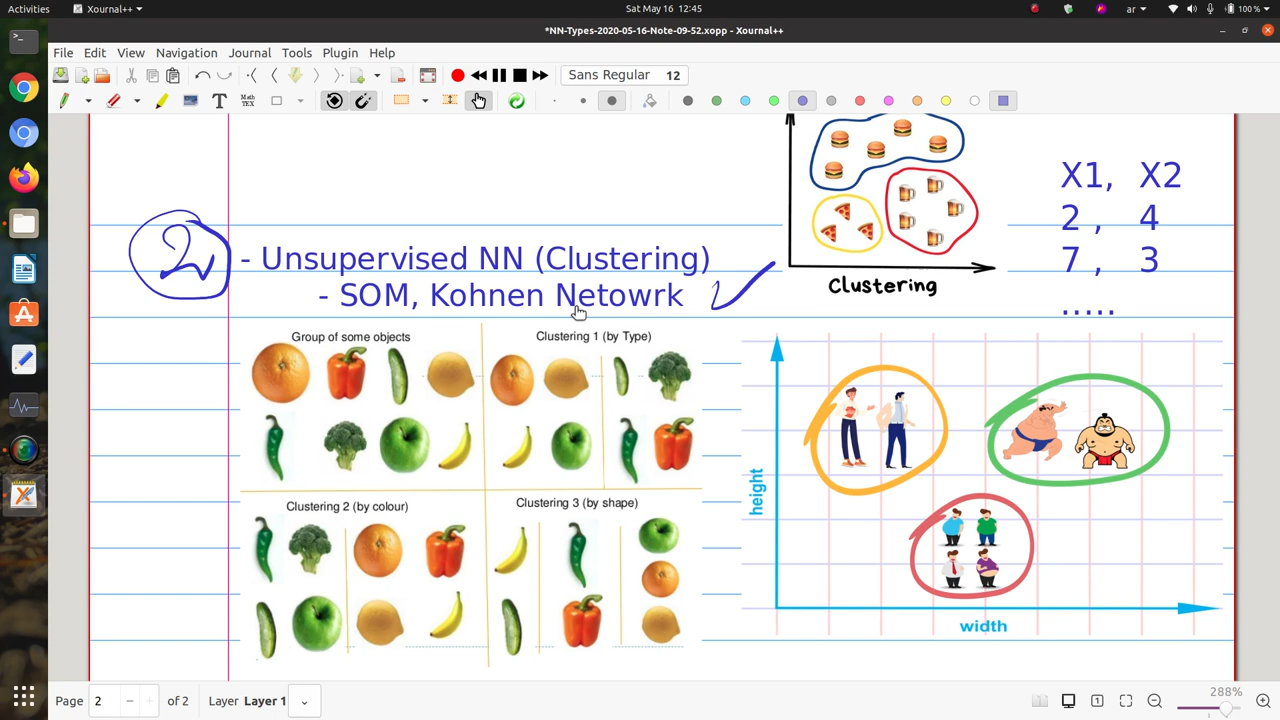 Activities Xournal++ Sat May 16 12:45 ar 100 %
*NN-Types-2020-05-16-Note-09-52.xopp - Xournal++
File Edit View Navigation Journal Tools Plugin Help
Sans Regular 12
Math TEX
Clustering
X1, X2
2 , 4
7 , 3
.....
2
- Unsupervised NN (Clustering)
- SOM, Kohnen Netowrk
Group of some objects
Clustering 1 (by Type)
Clustering 2 (by colour)
Clustering 3 (by shape)
height
width
Page 2 of 2 Layer Layer 1 288%